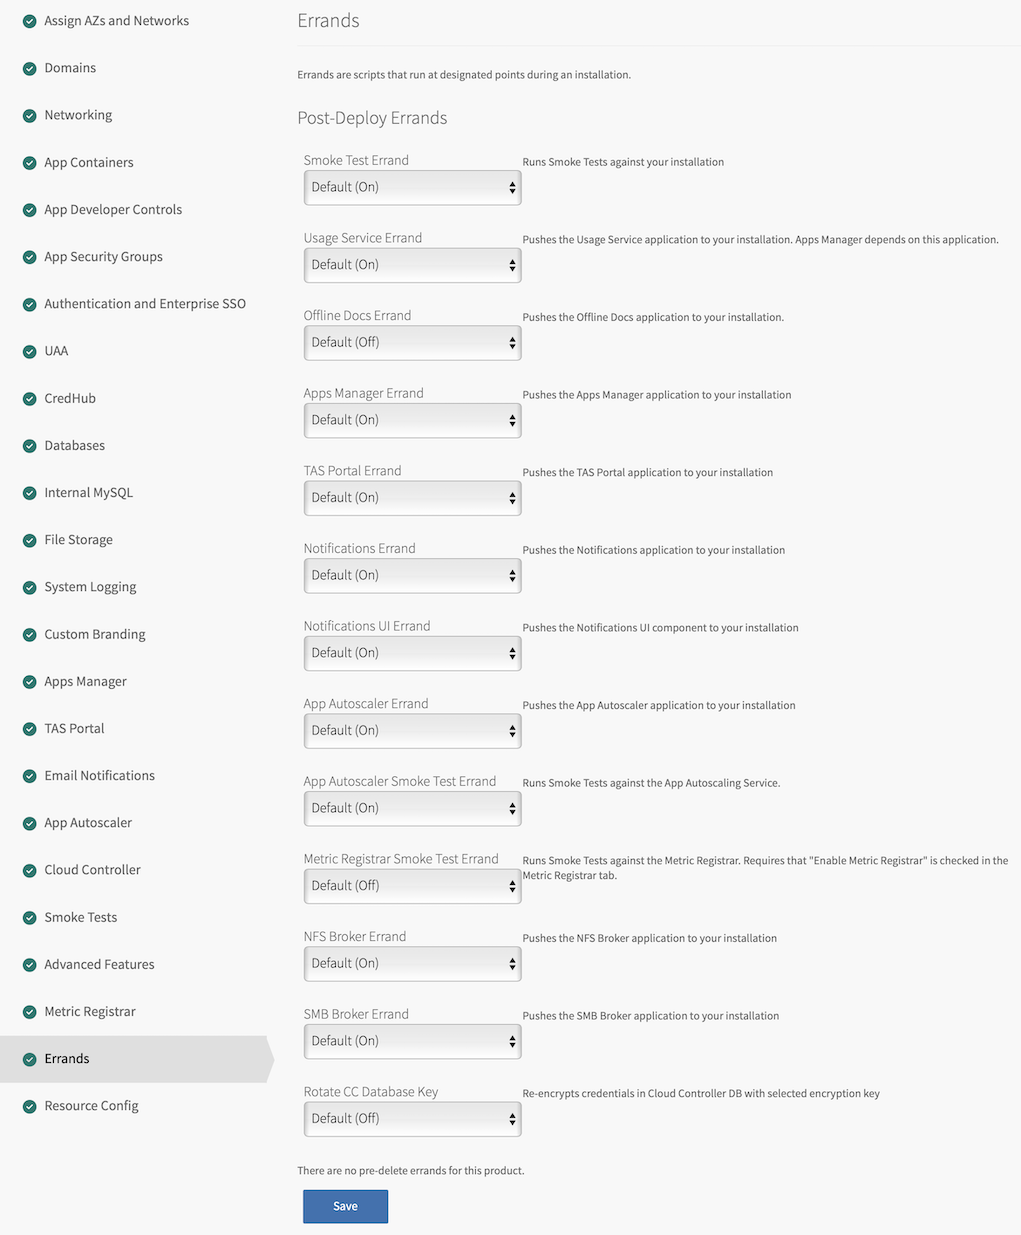 Assign AZs and Networks
Domains
Networking
App Containers
App Developer Controls
App Security Groups
Authentication and Enterprise SSO
UAA
CredHub
Databases
Internal MySQL
File Storage
System Logging
Custom Branding
Apps Manager
TAS Portal
Email Notifications
App Autoscaler
Cloud Controller
Smoke Tests
Advanced Features
Metric Registrar
Errands
Resource Config
Errands
Errands are scripts that run at designated points during an installation.
Post-Deploy Errands
Smoke Test Errand
Default (On)
Runs Smoke Tests against your installation
Usage Service Errand
Default (On)
Pushes the Usage Service application to your installation. Apps Manager depends on this application.
Offline Docs Errand
Default (Off)
Pushes the Offline Docs application to your installation.
Apps Manager Errand
Default (On)
Pushes the Apps Manager application to your installation
TAS Portal Errand
Default (On)
Pushes the TAS Portal application to your installation
Notifications Errand
Default (On)
Pushes the Notifications application to your installation
Notifications UI Errand
Default (On)
Pushes the Notifications UI component to your installation
App Autoscaler Errand
Default (On)
Pushes the App Autoscaler application to your installation
App Autoscaler Smoke Test Errand
Default (On)
Runs Smoke Tests against the App Autoscaling Service.
Metric Registrar Smoke Test Errand
Default (Off)
Runs Smoke Tests against the Metric Registrar. Requires that "Enable Metric Registrar" is checked in the
Metric Registrar tab.
NFS Broker Errand
Default (On)
Pushes the NFS Broker application to your installation
SMB Broker Errand
Default (On)
Pushes the SMB Broker application to your installation
Rotate CC Database Key
Default (Off)
Re-encrypts credentials in Cloud Controller DB with selected encryption key
There are no pre-delete errands for this product.
Save